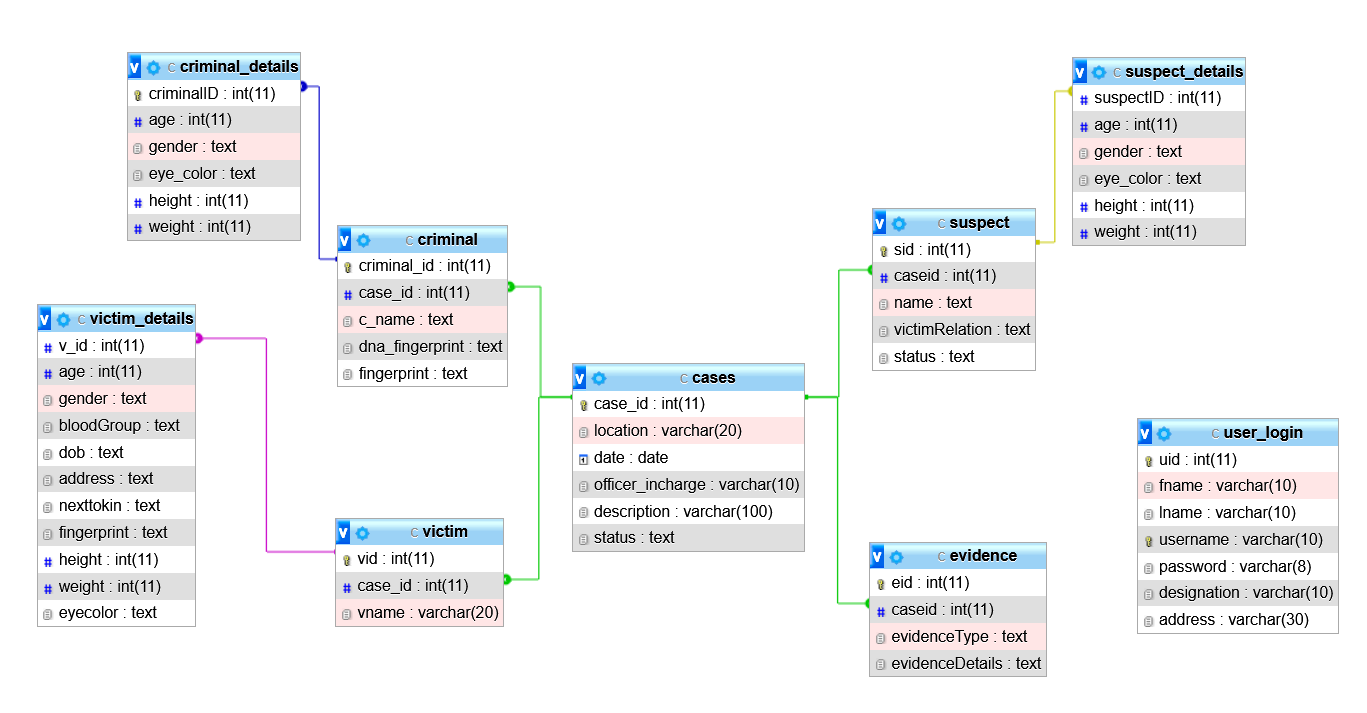 v C criminal_details
criminalID : int(11)
age : int(11)
gender : text
eye_color : text
height : int(11)
weight : int(11)
v C suspect_details
suspectID : int(11)
age : int(11)
gender : text
eye_color : text
height : int(11)
weight : int(11)
v C criminal
criminal_id : int(11)
case_id : int(11)
c_name : text
dna_fingerprint : text
fingerprint : text
v C suspect
sid : int(11)
caseid : int(11)
name : text
victimRelation : text
status : text
v C victim_details
v_id : int(11)
age : int(11)
gender : text
bloodGroup : text
dob : text
address : text
nexttokin : text
fingerprint : text
height : int(11)
weight : int(11)
eyecolor : text
v C cases
case_id : int(11)
location : varchar(20)
date : date
officer_incharge : varchar(10)
description : varchar(100)
status : text
v C user_login
uid : int(11)
fname : varchar(10)
lname : varchar(10)
username : varchar(10)
password : varchar(8)
designation : varchar(10)
address : varchar(30)
v C victim
vid : int(11)
case_id : int(11)
vname : varchar(20)
v C evidence
eid : int(11)
caseid : int(11)
evidenceType : text
evidenceDetails : text